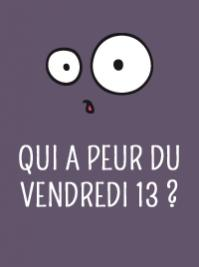 QUI A PEUR DU
VENDREDI 13 ?